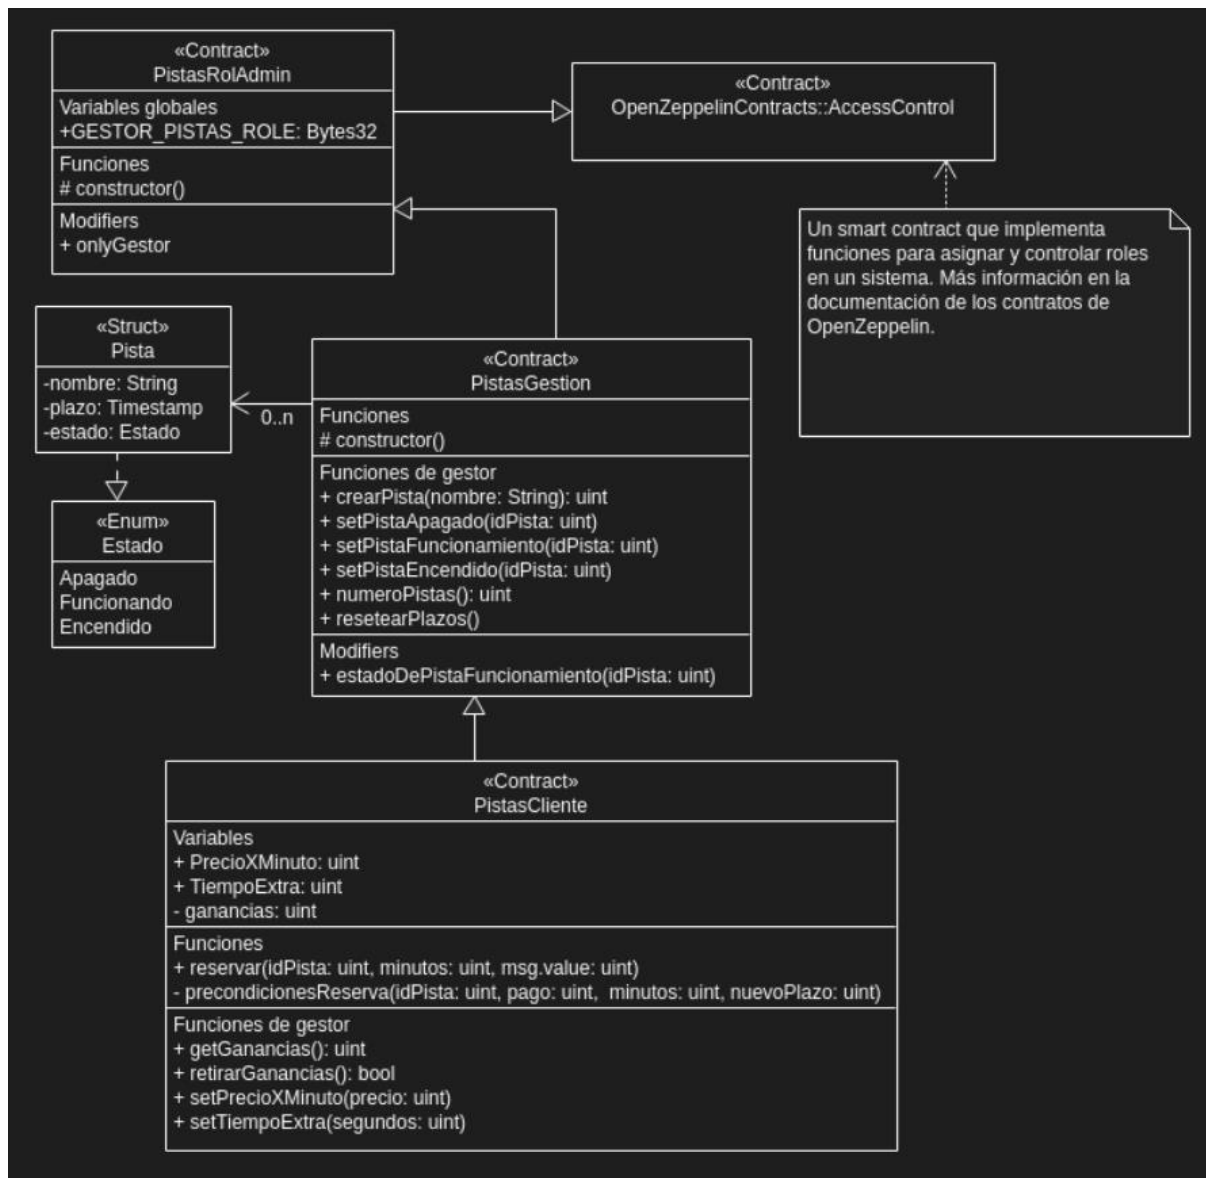 «Contract»
PistasRolAdmin
Variables globales
+GESTOR_PISTAS_ROLE: Bytes32
Funciones
# constructor()
Modifiers
+ onlyGestor
«Contract»
OpenZeppelinContracts::AccessControl
Un smart contract que implementa
funciones para asignar y controlar roles
en un sistema. Más información en la
documentación de los contratos de
OpenZeppelin.
«Struct»
Pista
-nombre: String
-plazo: Timestamp
-estado: Estado
0..n
«Enum»
Estado
Apagado
Funcionando
Encendido
«Contract»
PistasGestion
Funciones
# constructor()
Funciones de gestor
+ crearPista(nombre: String): uint
+ setPistaApagado(idPista: uint)
+ setPistaFuncionamiento(idPista: uint)
+ setPistaEncendido(idPista: uint)
+ numeroPistas(): uint
+ resetearPlazos()
Modifiers
+ estadoDePistaFuncionamiento(idPista: uint)
«Contract»
PistasCliente
Variables
+ PrecioXMinuto: uint
+ TiempoExtra: uint
- ganancias: uint
Funciones
+ reservar(idPista: uint, minutos: uint, msg.value: uint)
- precondicionesReserva(idPista: uint, pago: uint, minutos: uint, nuevoPlazo: uint)
Funciones de gestor
+ getGanancias(): uint
+ retirarGanancias(): bool
+ setPrecioXMinuto(precio: uint)
+ setTiempoExtra(segundos: uint)